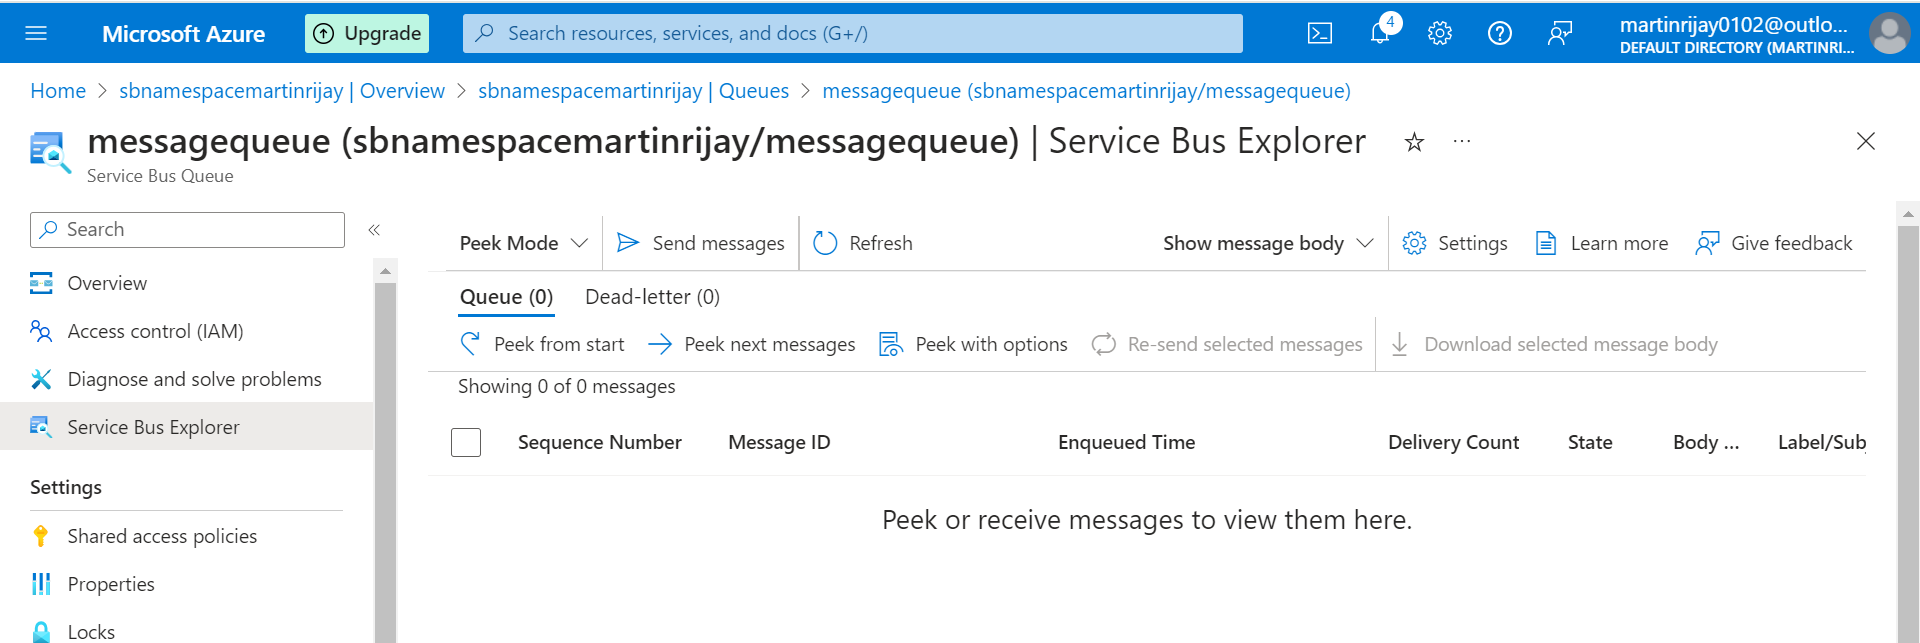 Microsoft Azure
Upgrade
Search resources, services, and docs (G+/)
4
martinrijay0102@outlo...
DEFAULT DIRECTORY (MARTINRI...
Home > sbnamespacemartinrijay | Overview > sbnamespacemartinrijay | Queues > messagequeue (sbnamespacemartinrijay/messagequeue)
messagequeue (sbnamespacemartinrijay/messagequeue) | Service Bus Explorer
Service Bus Queue
Search
Overview
Access control (IAM)
Diagnose and solve problems
Service Bus Explorer
Settings
Shared access policies
Properties
Locks
Peek Mode Send messages Refresh Show message body Settings Learn more Give feedback
Queue (0) Dead-letter (0)
Peek from start Peek next messages Peek with options Re-send selected messages Download selected message body
Showing 0 of 0 messages
Sequence Number Message ID Enqueued Time Delivery Count State Body ... Label/Sub
Peek or receive messages to view them here.